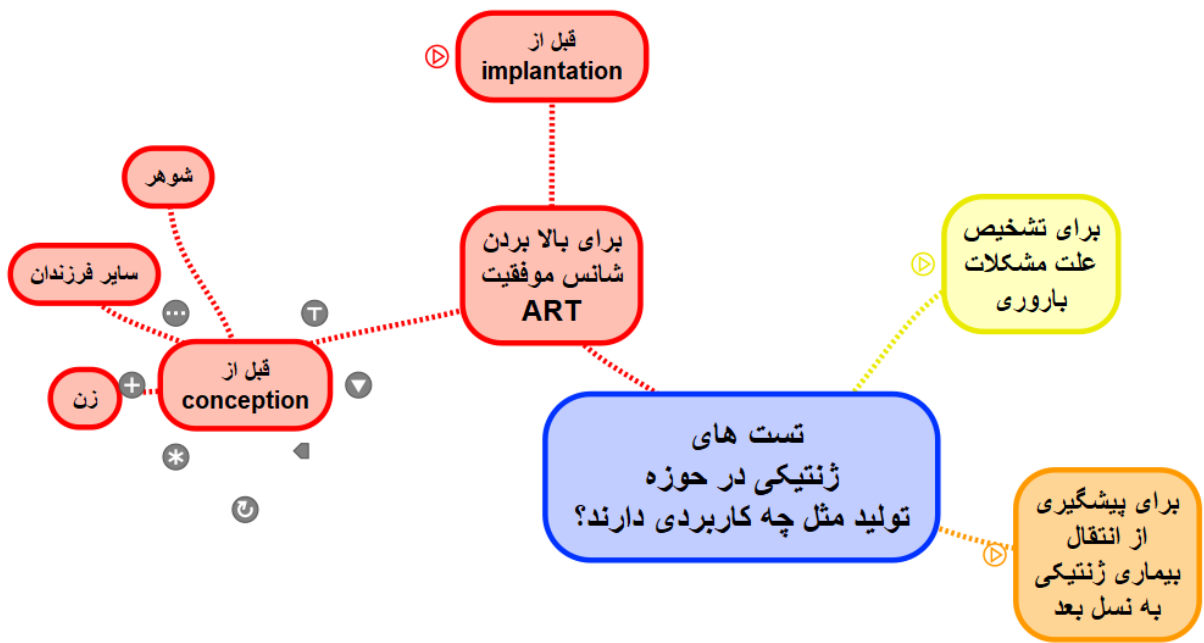 قبل از
implantation
شوهر
برای بالا بردن
شانس موفقیت
ART
برای تشخیص
علت مشکلات
باروری
سایر فرزندان
قبل از
conception
زن
تست های
ژنتیکی در حوزه
تولید مثل چه کاربردی دارند؟
برای پیشگیری
از انتقال
بیماری ژنتیکی
به نسل بعد